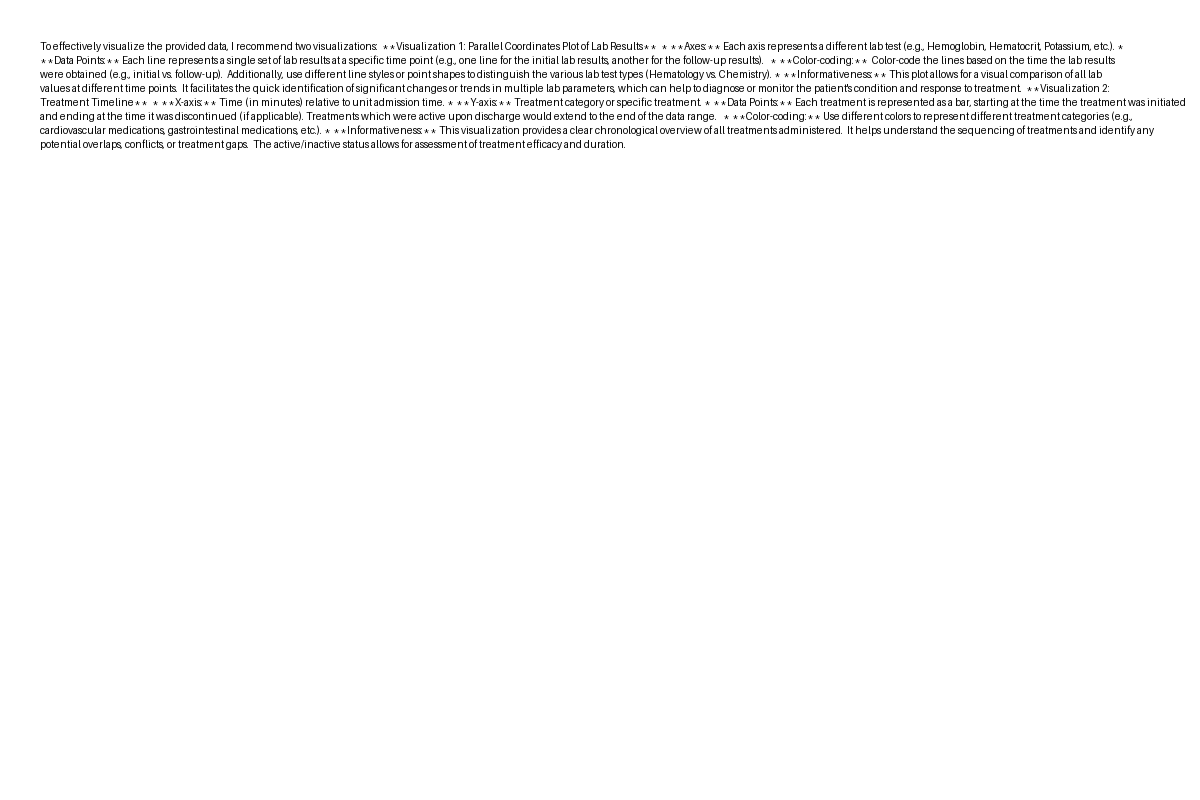 To effectively visualize the provided data, I recommend two visualizations:  **Visualization 1: Parallel Coordinates Plot of Lab Results**  * **Axes:** Each axis represents a different lab test (e.g., Hemoglobin, Hematocrit, Potassium, etc.). *
**Data Points:** Each line represents a single set of lab results at a specific time point (e.g., one line for the initial lab results, another for the follow-up results).  * **Color-coding:**  Color-code the lines based on the time the lab results
were obtained (e.g., initial vs. follow-up).  Additionally, use different line styles or point shapes to distinguish the various lab test types (Hematology vs. Chemistry). * **Informativeness:** This plot allows for a visual comparison of all lab
values at different time points.  It facilitates the quick identification of significant changes or trends in multiple lab parameters, which can help to diagnose or monitor the patient's condition and response to treatment.  **Visualization 2:
Treatment Timeline**  * **X-axis:** Time (in minutes) relative to unit admission time. * **Y-axis:** Treatment category or specific treatment. * **Data Points:** Each treatment is represented as a bar, starting at the time the treatment was initiated
and ending at the time it was discontinued (if applicable). Treatments which were active upon discharge would extend to the end of the data range.  * **Color-coding:** Use different colors to represent different treatment categories (e.g.,
cardiovascular medications, gastrointestinal medications, etc.). * **Informativeness:** This visualization provides a clear chronological overview of all treatments administered.  It helps understand the sequencing of treatments and identify any
potential overlaps, conflicts, or treatment gaps.  The active/inactive status allows for assessment of treatment efficacy and duration.